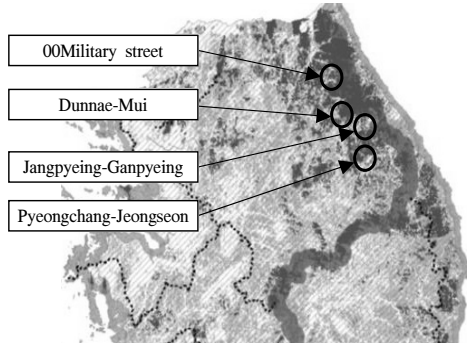 00Military street
Dunnae-Mui
Jangpyeing-Ganpyeing
Pyeongchang-Jeongseon